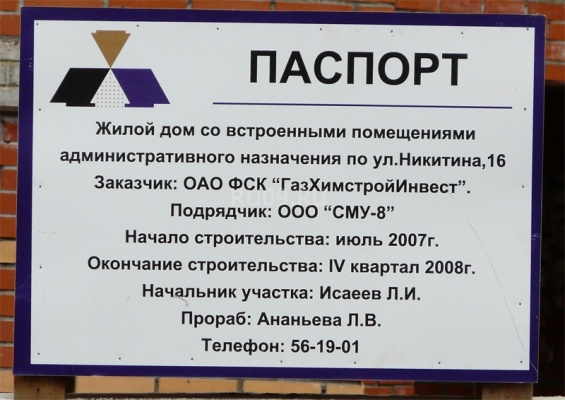 ПАСПОРТ
Жилой дом со встроенными помещениями
административного назначения по ул.Никитина,16
Заказчик: ОАО ФСК “ГазХимстройИнвест”.
Подрядчик: ООО “СМУ-8”
Начало строительства: июль 2007г.
Окончание строительства: IV квартал 2008г.
Начальник участка: Исаеев Л.И.
Прораб: Ананьева Л.В.
Телефон: 56-19-01